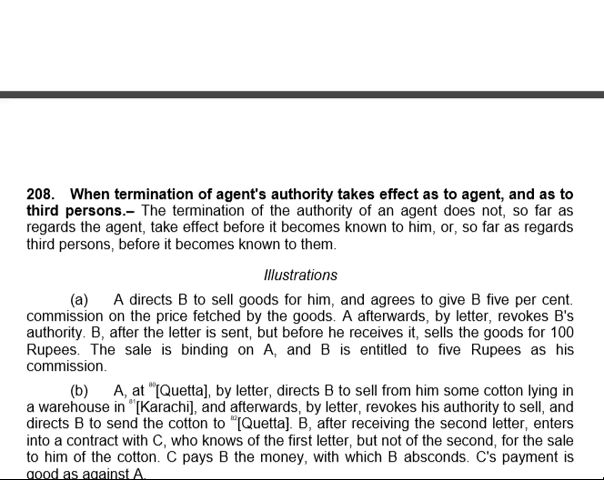 208. When termination of agent's authority takes effect as to agent, and as to
third persons.– The termination of the authority of an agent does not, so far as
regards the agent, take effect before it becomes known to him, or, so far as regards
third persons, before it becomes known to them.
Illustrations
(a) A directs B to sell goods for him, and agrees to give B five per cent.
commission on the price fetched by the goods. A afterwards, by letter, revokes B's
authority. B, after the letter is sent, but before he receives it, sells the goods for 100
Rupees. The sale is binding on A, and B is entitled to five Rupees as his
commission.
(b) A, at [Quetta], by letter, directs B to sell from him some cotton lying in
a warehouse in [Karachi], and afterwards, by letter, revokes his authority to sell, and
directs B to send the cotton to [Quetta]. B, after receiving the second letter, enters
into a contract with C, who knows of the first letter, but not of the second, for the sale
to him of the cotton. C pays B the money, with which B absconds. C's payment is
good as against A.